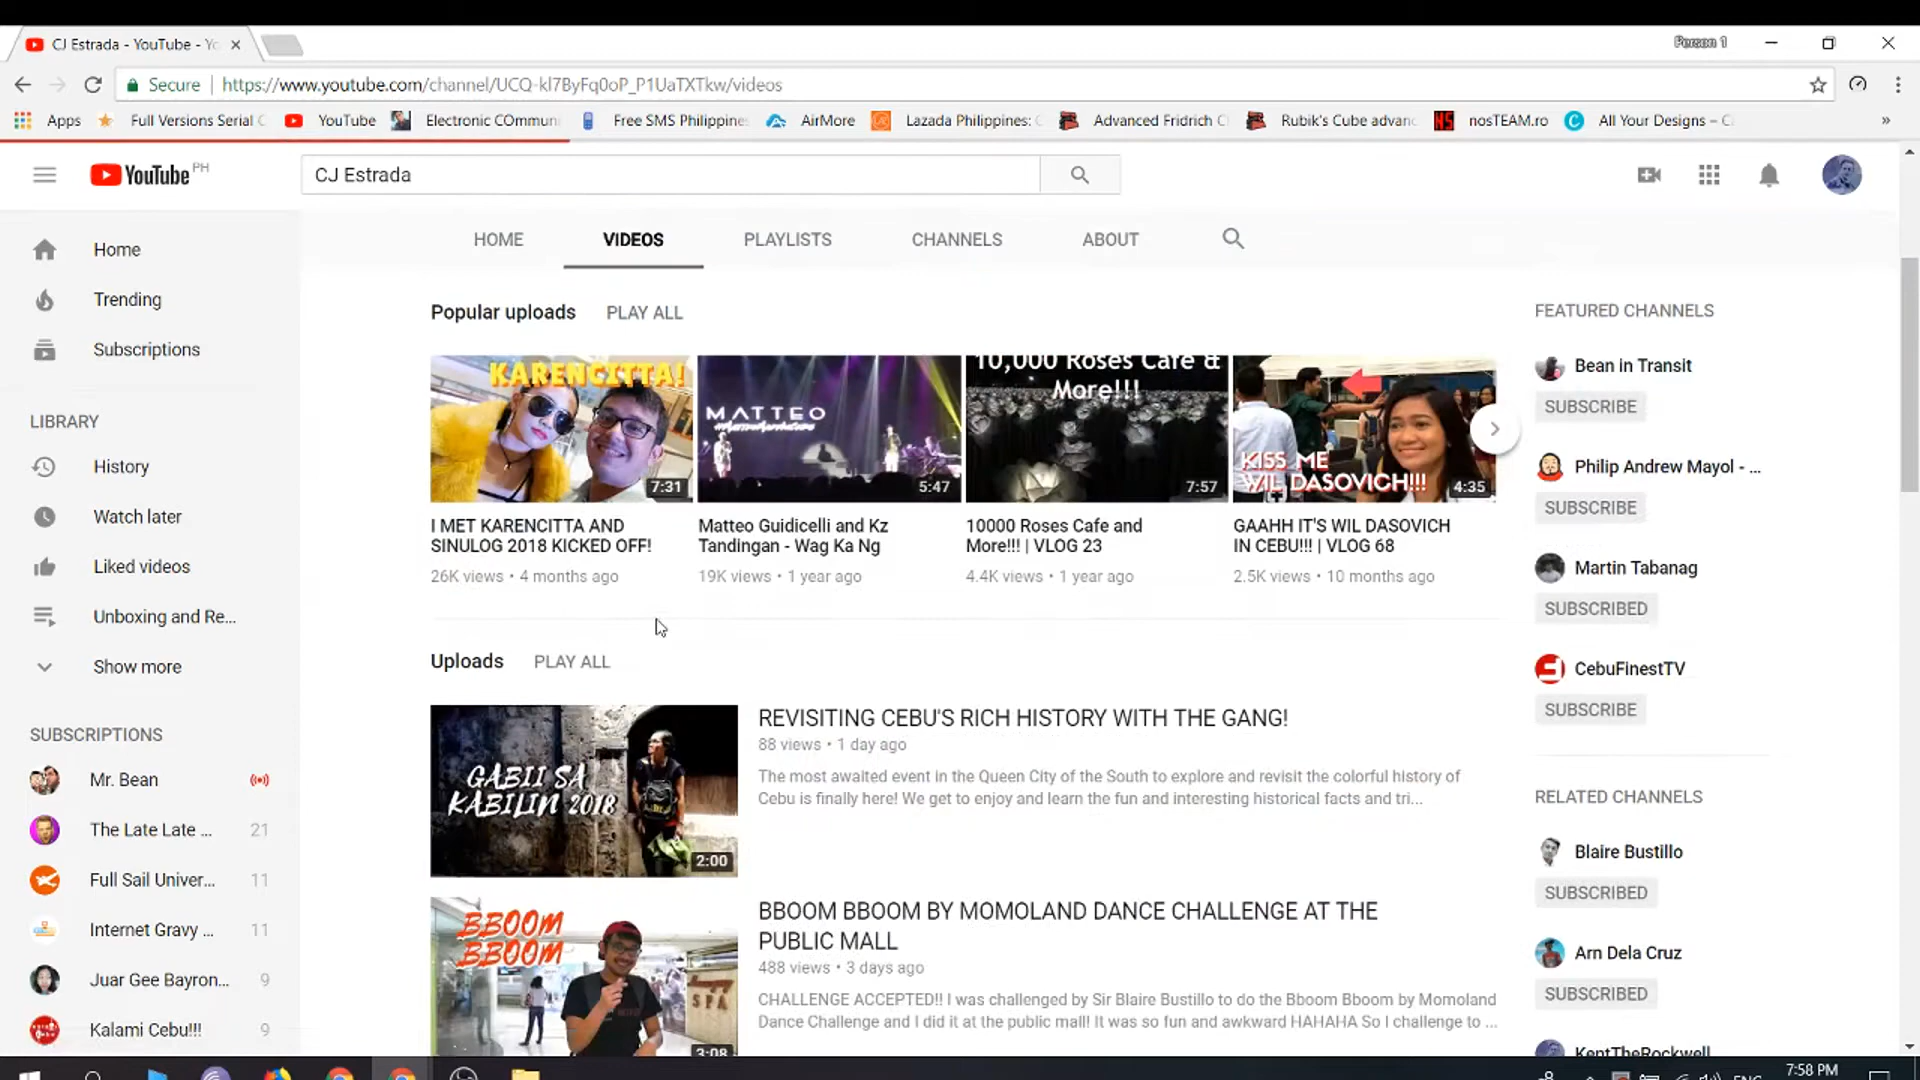 CJ Estrada - YouTube - Yo
Person 1
Secure
https://www.youtube.com/channel/UCQ-kl7ByFq0oP_P1UaTXTkw/videos
Apps
Full Versions Serial C
YouTube
Electronic COmmun
Free SMS Philippine
AirMore
Lazada Philippines: C
Advanced Fridrich C
Rubik's Cube advan
nosTEAM.ro
All Your Designs – C
»
YouTube PH
CJ Estrada
HOME
VIDEOS
PLAYLISTS
CHANNELS
ABOUT
Home
Trending
Subscriptions
LIBRARY
History
Watch later
Liked videos
Unboxing and Re...
Show more
SUBSCRIPTIONS
Mr. Bean
The Late Late ... 21
Full Sail Univer... 11
Internet Gravy ... 11
Juar Gee Bayron... 9
Kalami Cebu!!! 9
Popular uploads PLAY ALL
KARENCITTA!
7:31
I MET KARENCITTA AND
SINULOG 2018 KICKED OFF!
26K views • 4 months ago
MATTEO
5:47
Matteo Guidicelli and Kz
Tandingan - Wag Ka Ng
19K views • 1 year ago
10,000 Roses Cafe &
More!!!
7:57
10000 Roses Cafe and
More!!! | VLOG 23
4.4K views • 1 year ago
KISS ME
WIL DASOVICH!!!
4:35
GAAHH IT'S WIL DASOVICH
IN CEBU!!! | VLOG 68
2.5K views • 10 months ago
Uploads PLAY ALL
GABII SA
KABILIN 2018
2:00
REVISITING CEBU'S RICH HISTORY WITH THE GANG!
88 views • 1 day ago
The most awaited event in the Queen City of the South to explore and revisit the colorful history of
Cebu is finally here! We get to enjoy and learn the fun and interesting historical facts and tri...
BBOOM
BBOOM
SPA
3:08
BBOOM BBOOM BY MOMOLAND DANCE CHALLENGE AT THE
PUBLIC MALL
488 views • 3 days ago
CHALLENGE ACCEPTED!! I was challenged by Sir Blaire Bustillo to do the Bboom Bboom by Momoland
Dance Challenge and I did it at the public mall! It was so fun and awkward HAHAHA So I challenge to ...
FEATURED CHANNELS
Bean in Transit
SUBSCRIBE
Philip Andrew Mayol - ...
SUBSCRIBE
Martin Tabanag
SUBSCRIBED
CebuFinestTV
SUBSCRIBE
RELATED CHANNELS
Blaire Bustillo
SUBSCRIBED
Arn Dela Cruz
SUBSCRIBED
KentTheRockwell
ENG
7:58 PM